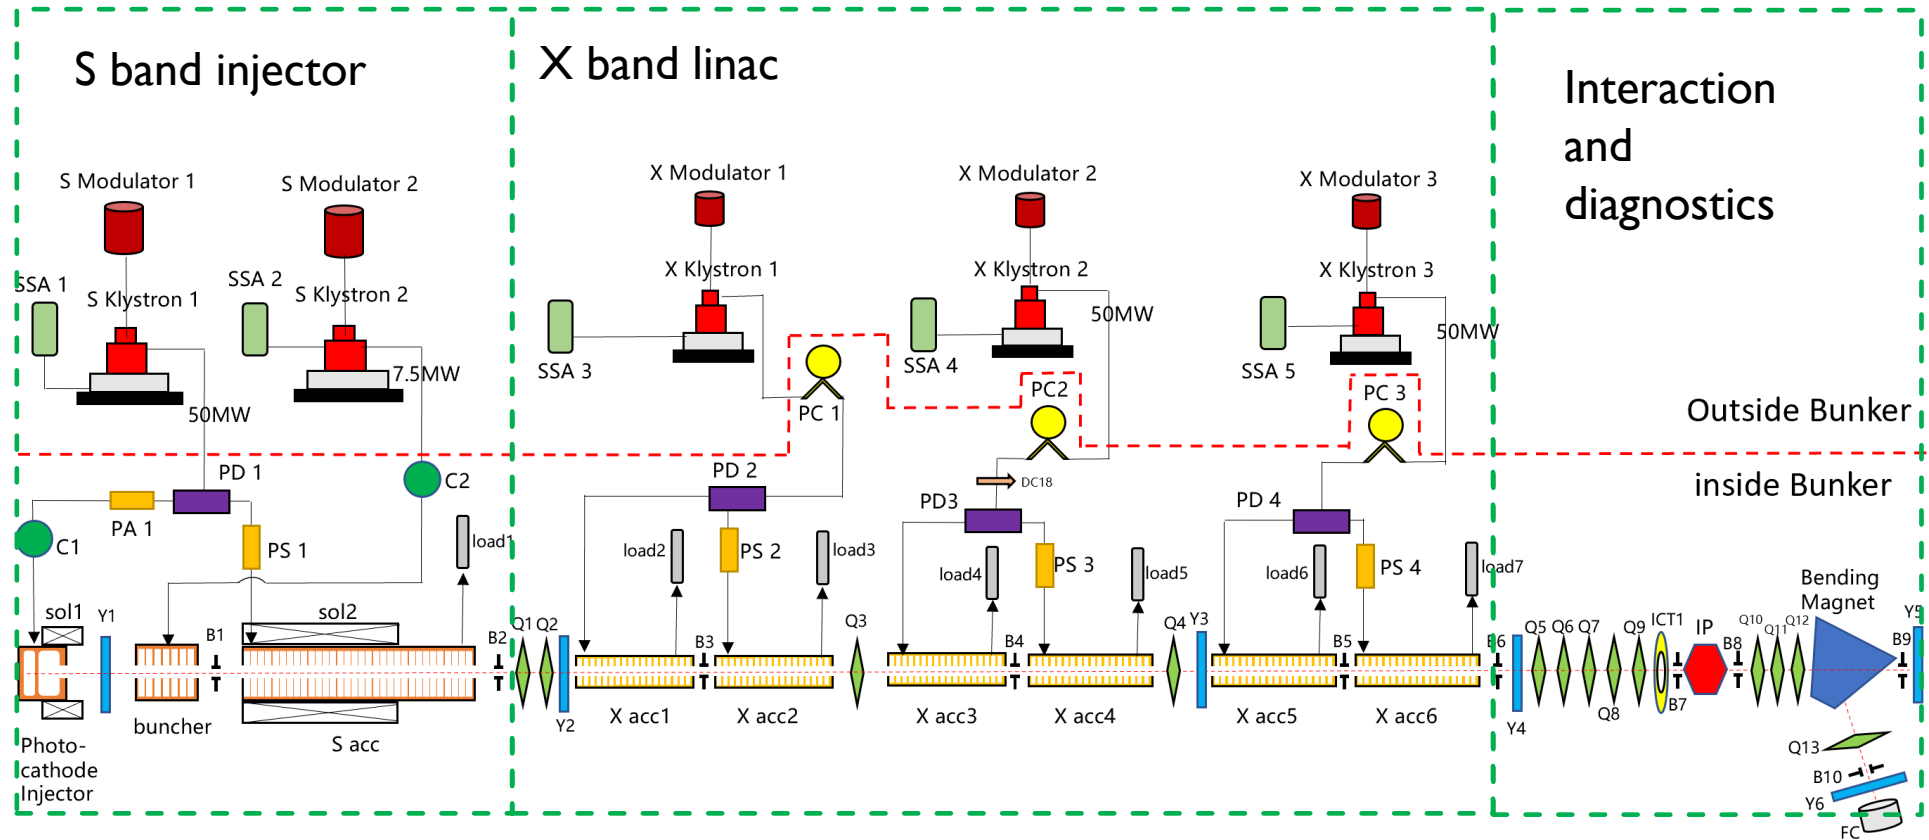 S band injector
X band linac
Interaction
and
diagnostics
S Modulator 1
S Modulator 2
X Modulator 1
X Modulator 2
X Modulator 3
SSA 1
S Klystron 1
SSA 2
S Klystron 2
X Klystron 1
X Klystron 2
X Klystron 3
50MW
50MW
SSA 3
SSA 4
SSA 5
7.5MW
50MW
PC 1
PC2
PC 3
Outside Bunker
inside Bunker
PD 1
C2
PA 1
C1
PS 1
load1
PD 2
load2
PS 2
load3
DC18
PD3
load4
PS 3
load5
PD 4
load6
PS 4
load7
sol1
Y1
B1
sol2
B2
Q1
Q2
B3
Q3
B4
Q4
Y3
B5
B6
Q5
Q6
Q7
Q9
ICT1
IP
B8
Q10
Q11
Q12
Bending
Magnet
Y5
B9
buncher
S acc
Y2
X acc1
X acc2
X acc3
X acc4
X acc5
X acc6
Y4
Q8
B7
Photo-
cathode
Injector
Q13
B10
Y6
FC